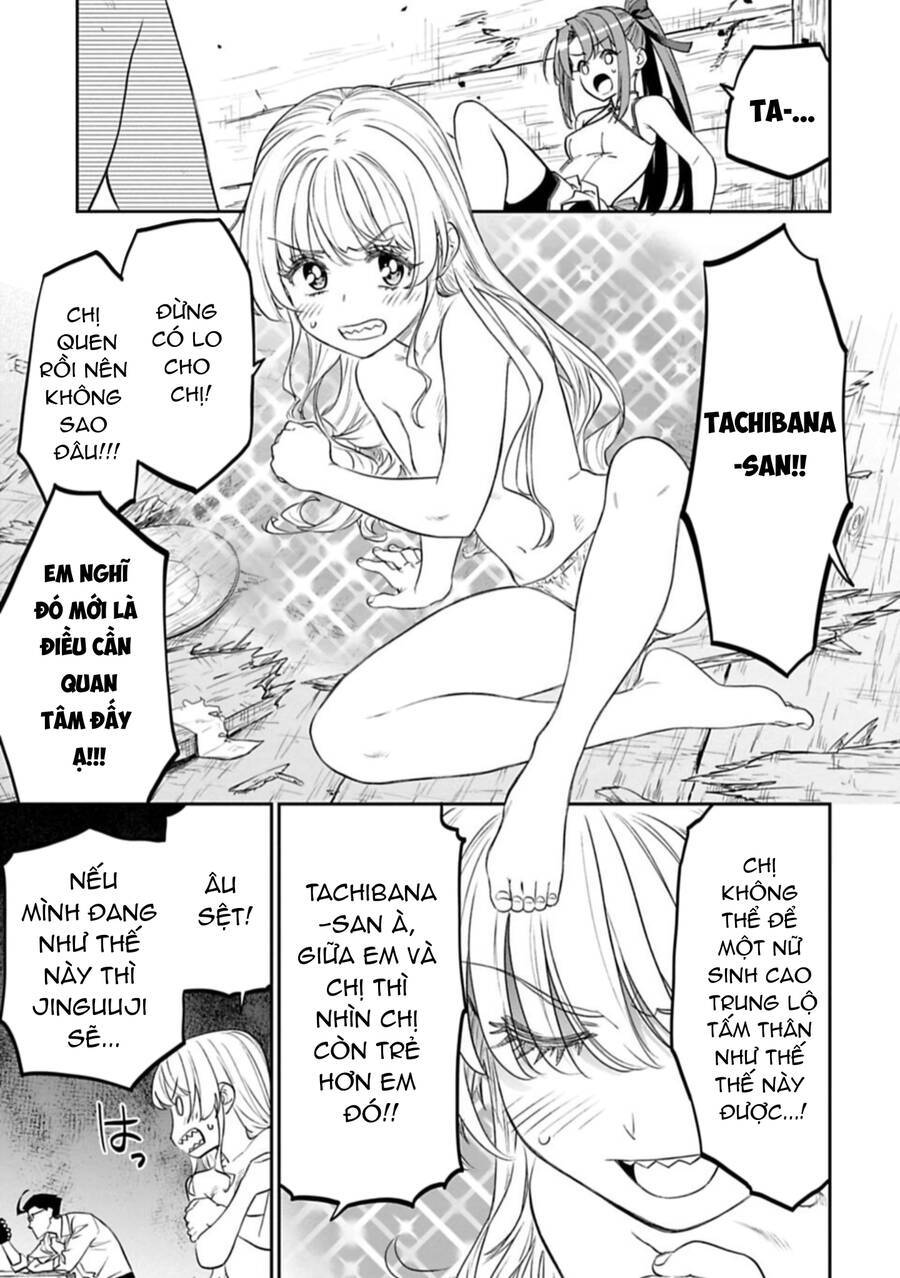 TA-...
TACHIBANA
-SAN!!
ĐỪNG
CÓ LO
CHO
CHỊ!
CHỊ
QUEN
RỒI NÊN
KHÔNG
SAO
ĐÂU!!!
EM NGHĨ
ĐÓ MỚI LÀ
ĐIỀU CẦN
QUAN
TÂM ĐẤY
Ạ!!!
CHỊ
KHÔNG
THỂ ĐỂ
MỘT NỮ
SINH CAO
TRUNG LỘ
TẤM THÂN
NHƯ THẾ
THẾ NÀY
ĐƯỢC...!
TACHIBANA
-SAN À,
GIỮA EM VÀ
CHỊ THÌ
NHÌN CHỊ
CÒN TRẺ
HƠN EM
ĐÓ!!
ÂU
SỆT!
NẾU
MÌNH ĐANG
NHƯ THẾ
NÀY THÌ
JINGUUJI
SẼ...
はっ